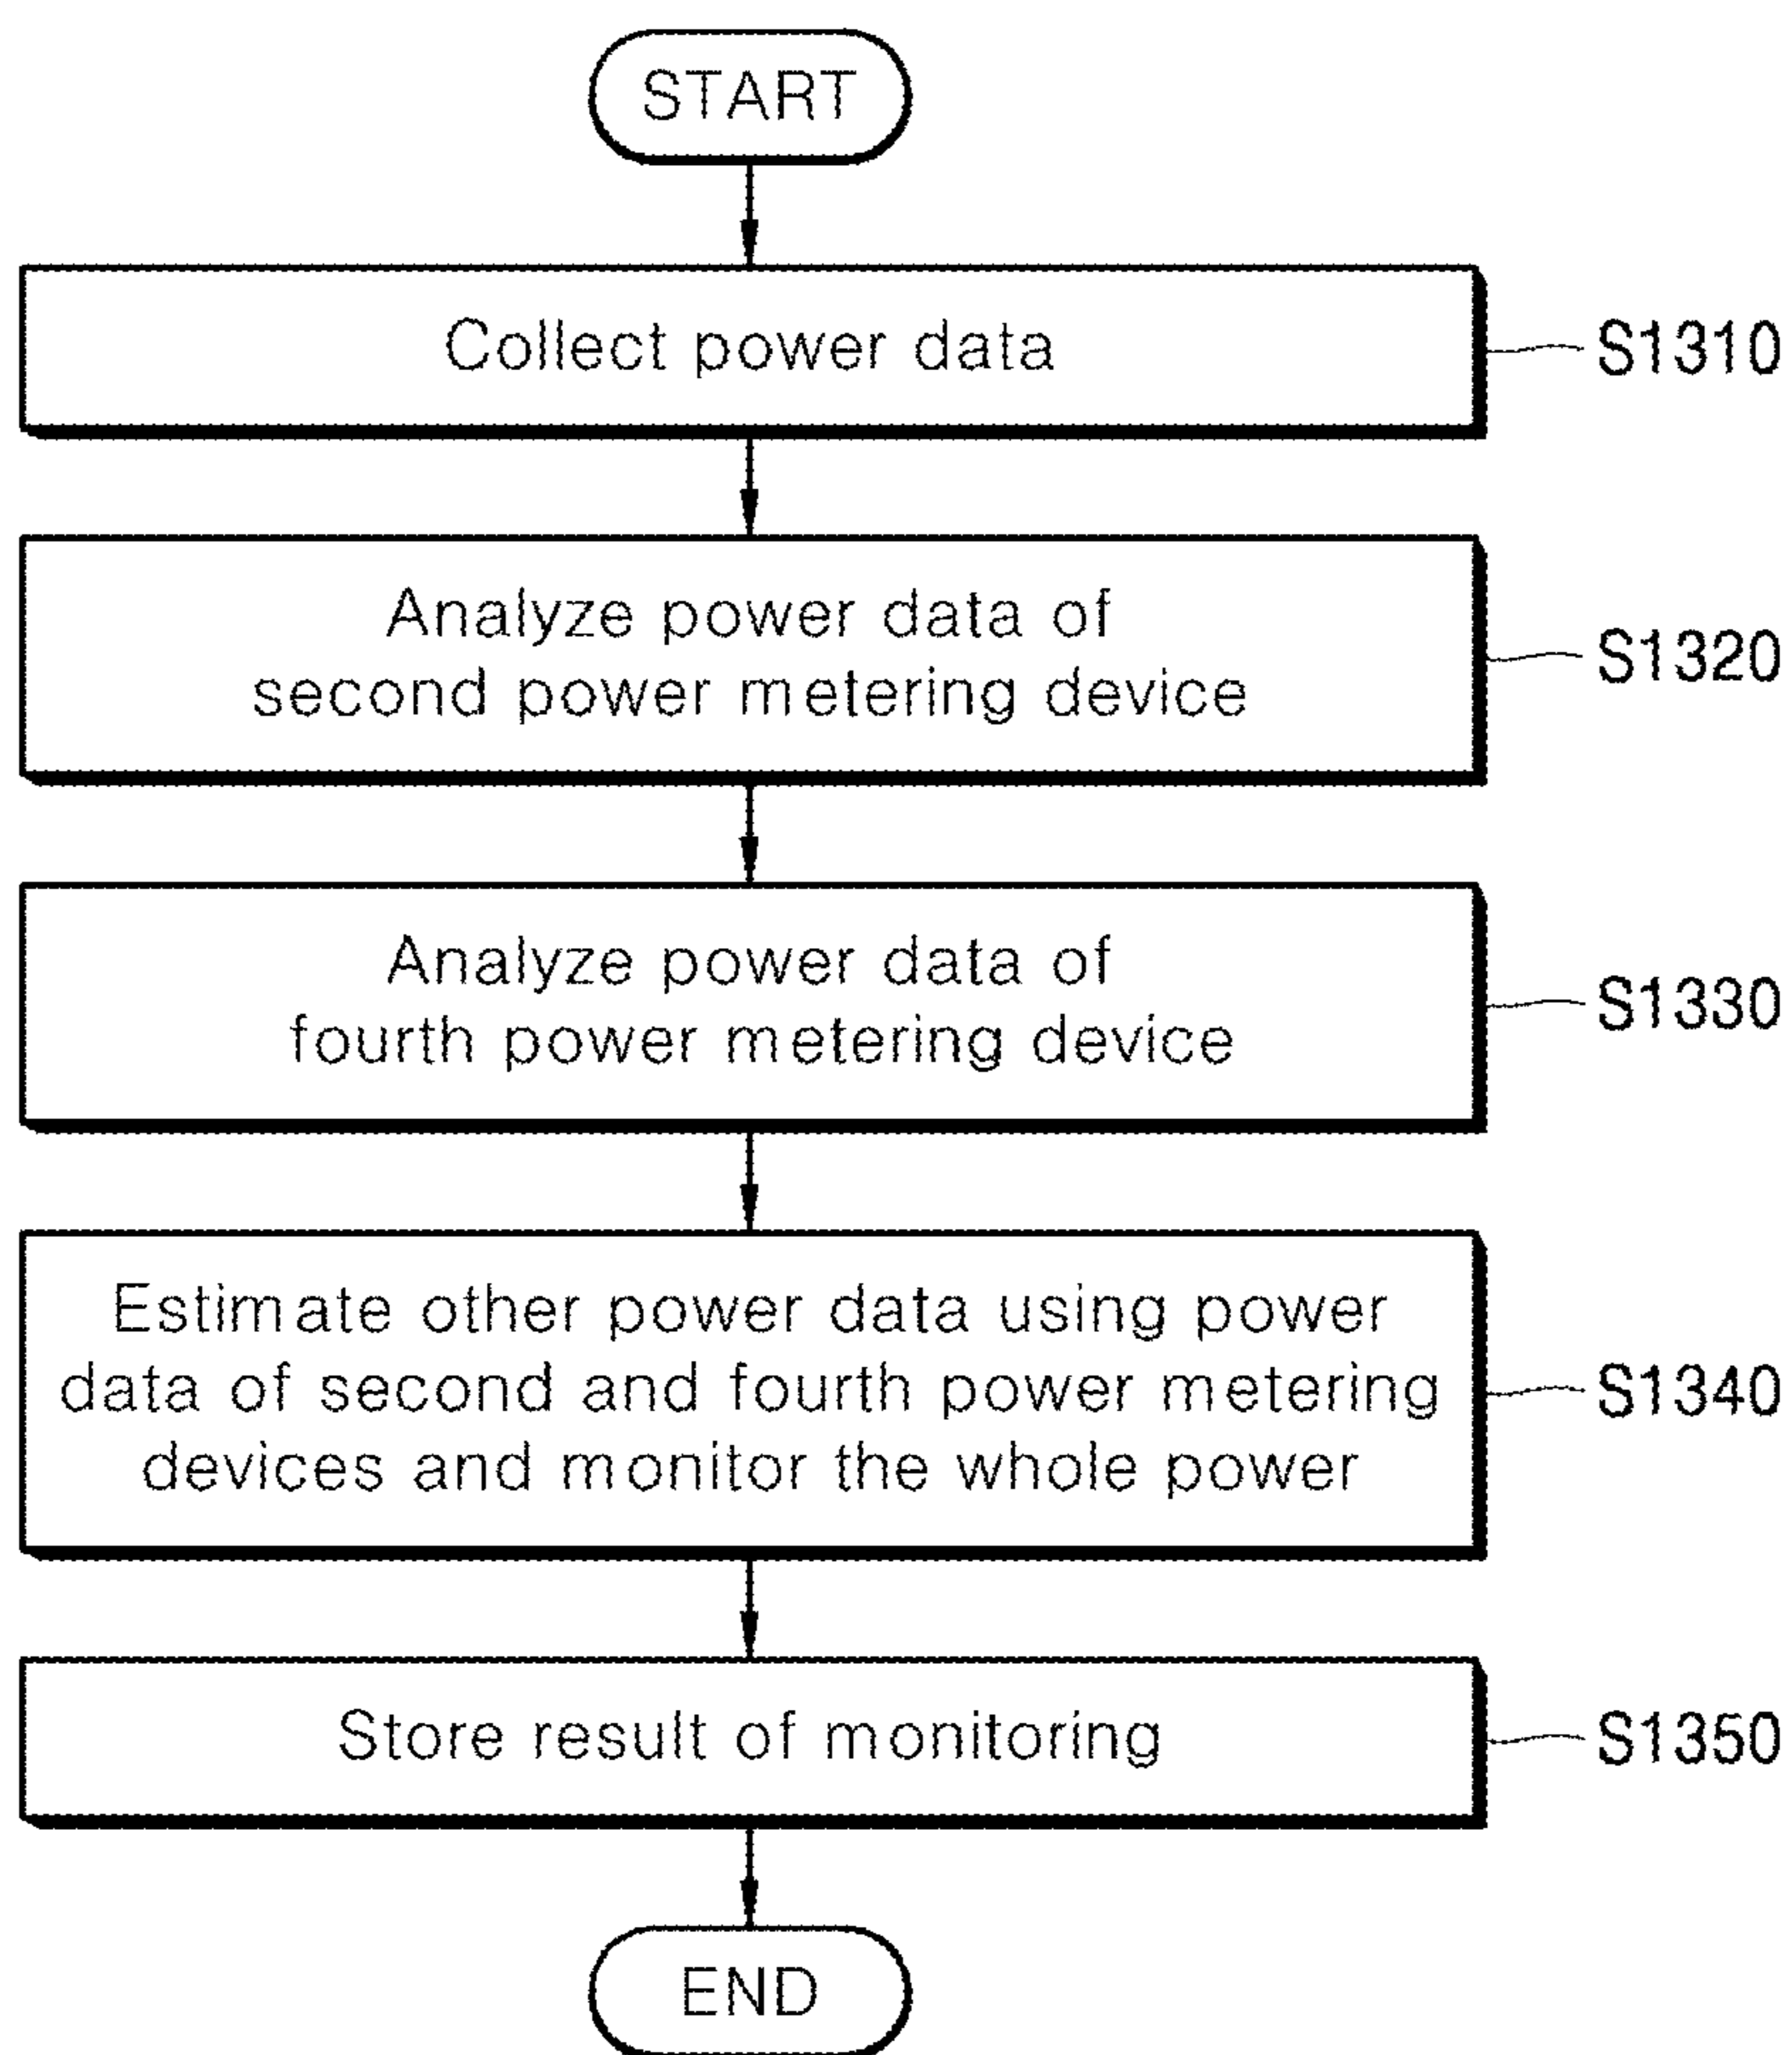 START
Collect power data
S1310
Analyze power data of
second power metering device
S1320
Analyze power data of
fourth power metering device
S1330
Estimate other power data using power
data of second and fourth power metering
devices and monitor the whole power
S1340
Store result of monitoring
S1350
END